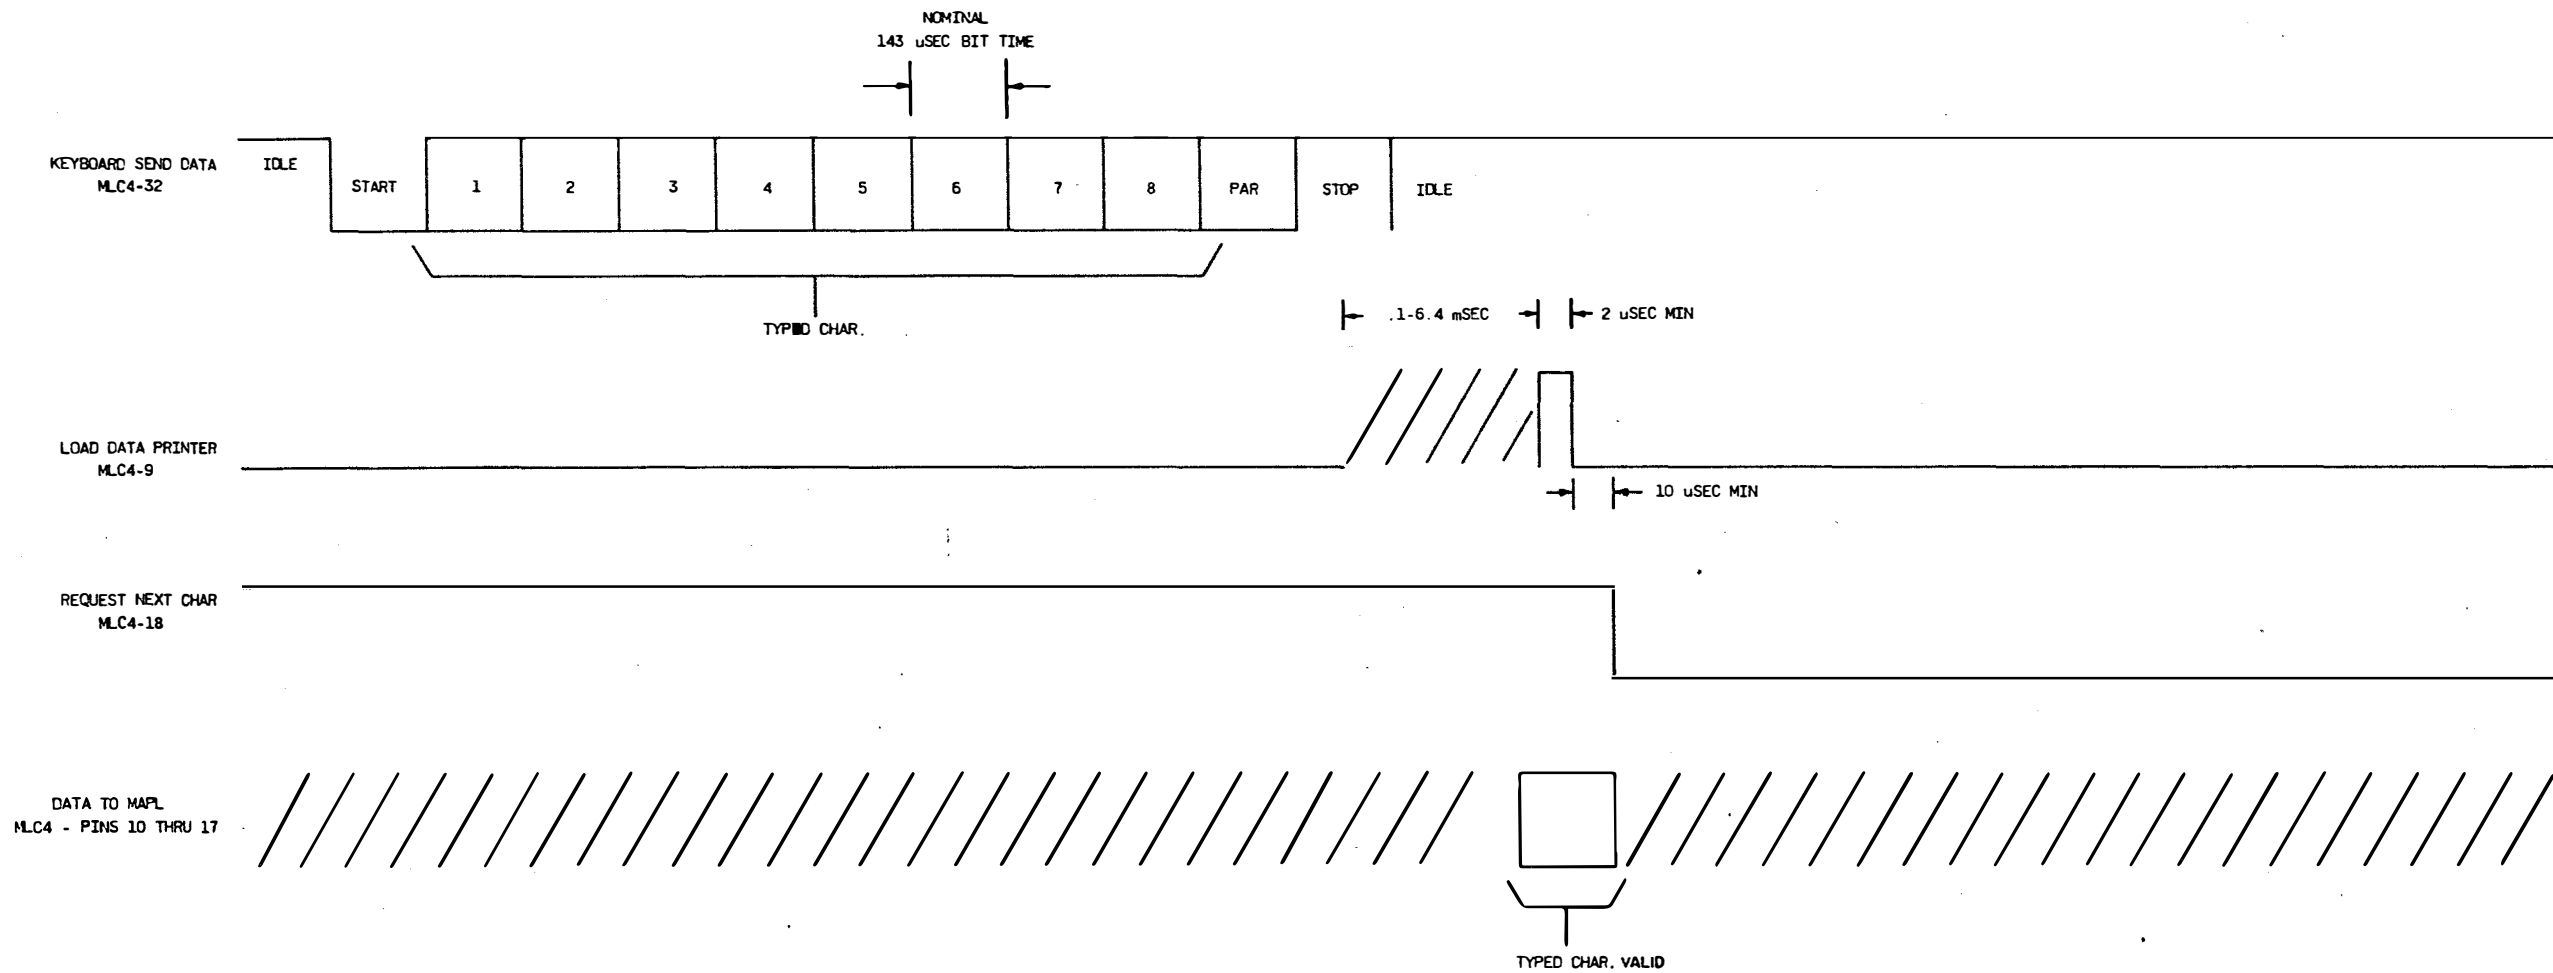 NOMINAL
143 uSEC BIT TIME
KEYBOARD SEND DATA
MLC4-32
IDLE
START
1
2
3
4
5
6
7
8
PAR
STOP
IDLE
TYPED CHAR.
.1-6.4 mSEC
2 uSEC MIN
LOAD DATA PRINTER
MLC4-9
10 uSEC MIN
REQUEST NEXT CHAR
MLC4-18
DATA TO MAPL
MLC4 - PINS 10 THRU 17
TYPED CHAR. VALID